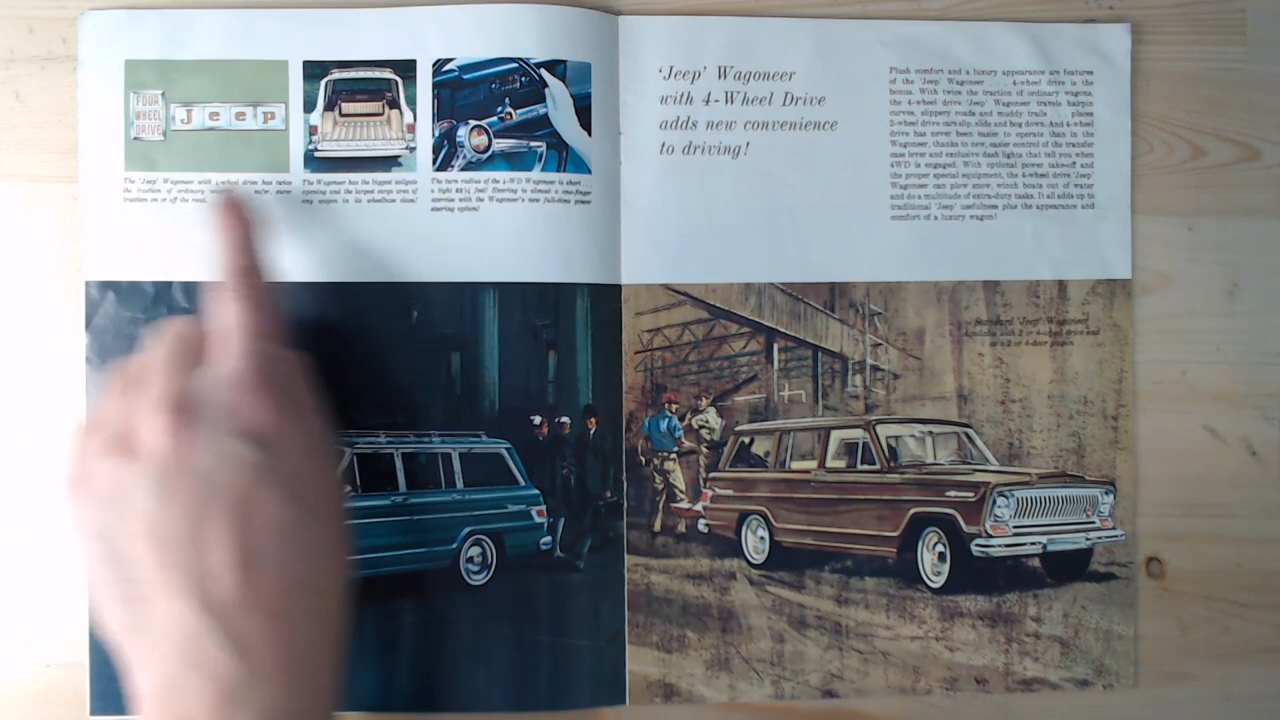 FOUR
WHEEL
DRIVE
Jeep
The 'Jeep' Wagoneer with 4-wheel drive has twice
the traction of ordinary safer, surer
traction on or off the road.
The Wagoneer has the biggest tailgate
opening and the largest cargo area of
any wagon in its wheelbase class!
The turn radius of the 4-WD Wagoneer is short . . .
a tight 22¼ feet! Steering is almost a one-finger
exercise with the Wagoneer's new full-time power
steering option!
'Jeep' Wagoneer
with 4-Wheel Drive
adds new convenience
to driving!
Plush comfort and a luxury appearance are features
of the 'Jeep' Wagoneer . . . 4-wheel drive is the
bonus. With twice the traction of ordinary wagons,
the 4-wheel drive 'Jeep' Wagoneer travels hairpin
curves, slippery roads and muddy trails . . . places
2-wheel drive cars slip, slide and bog down. And 4-wheel
drive has never been easier to operate than in the
Wagoneer, thanks to new, easier control of the transfer
case lever and exclusive dash lights that tell you when
4WD is engaged. With optional power take-off and
the proper special equipment, the 4-wheel drive 'Jeep'
Wagoneer can plow snow, winch boats out of water
and do a multitude of extra-duty tasks. It all adds up to
traditional 'Jeep' usefulness plus the appearance and
comfort of a luxury wagon!
Standard 'Jeep' Wagoneer
Available with 2 or 4-wheel drive and
as a 2 or 4-door wagon